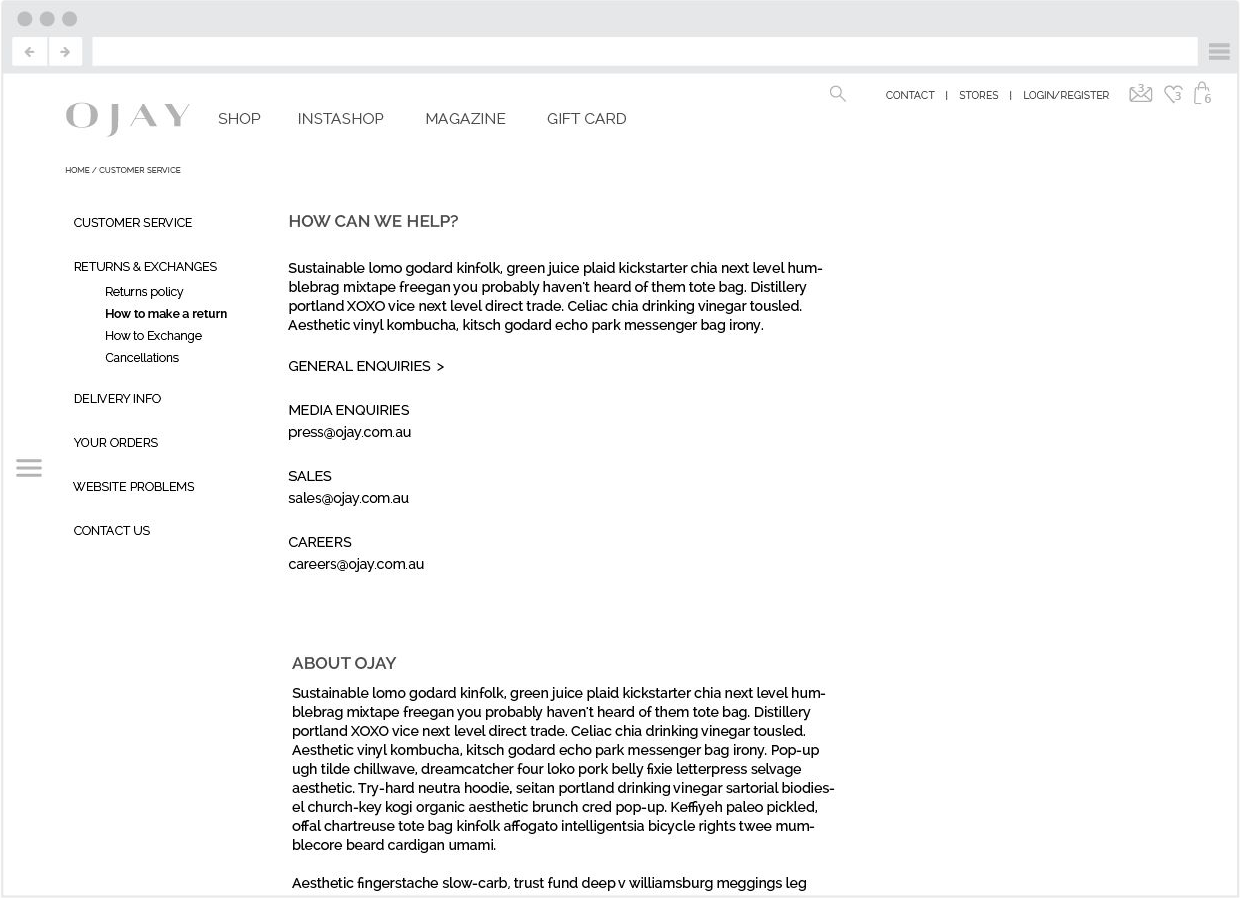 OJAY
SHOP INSTASHOP MAGAZINE GIFT CARD
CONTACT | STORES | LOGIN/REGISTER 3 3 6
HOME / CUSTOMER SERVICE
CUSTOMER SERVICE
RETURNS & EXCHANGES
Returns policy
How to make a return
How to Exchange
Cancellations
DELIVERY INFO
YOUR ORDERS
WEBSITE PROBLEMS
CONTACT US
HOW CAN WE HELP?
Sustainable lomo godard kinfolk, green juice plaid kickstarter chia next level hum-
blebrag mixtape freegan you probably haven't heard of them tote bag. Distillery
portland XOXO vice next level direct trade. Celiac chia drinking vinegar tousled.
Aesthetic vinyl kombucha, kitsch godard echo park messenger bag irony.
GENERAL ENQUIRIES >
MEDIA ENQUIRIES
press@ojay.com.au
SALES
sales@ojay.com.au
CAREERS
careers@ojay.com.au
ABOUT OJAY
Sustainable lomo godard kinfolk, green juice plaid kickstarter chia next level hum-
blebrag mixtape freegan you probably haven't heard of them tote bag. Distillery
portland XOXO vice next level direct trade. Celiac chia drinking vinegar tousled.
Aesthetic vinyl kombucha, kitsch godard echo park messenger bag irony. Pop-up
ugh tilde chillwave, dreamcatcher four loko pork belly fixie letterpress selvage
aesthetic. Try-hard neutra hoodie, seitan portland drinking vinegar sartorial biodies-
el church-key kogi organic aesthetic brunch cred pop-up. Keffiyeh paleo pickled,
offal chartreuse tote bag kinfolk affogato intelligentsia bicycle rights twee mum-
blecore beard cardigan umami.
Aesthetic fingerstache slow-carb, trust fund deep v williamsburg meggings leg